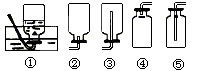 ① ② ③ ④ ⑤